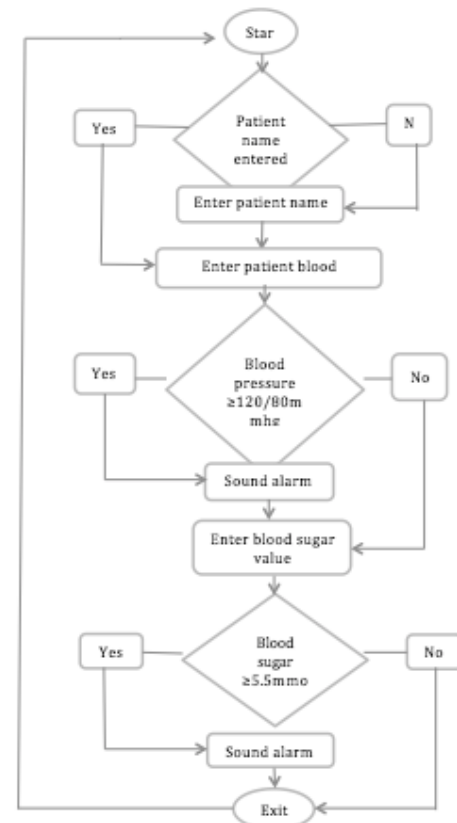 Star
Patient
name
entered
Yes
N
Enter patient name
Enter patient blood
Blood
pressure
≥120/80m
mhg
Yes
No
Sound alarm
Enter blood sugar
value
Blood
sugar
≥5.5mmo
Yes
No
Sound alarm
Exit